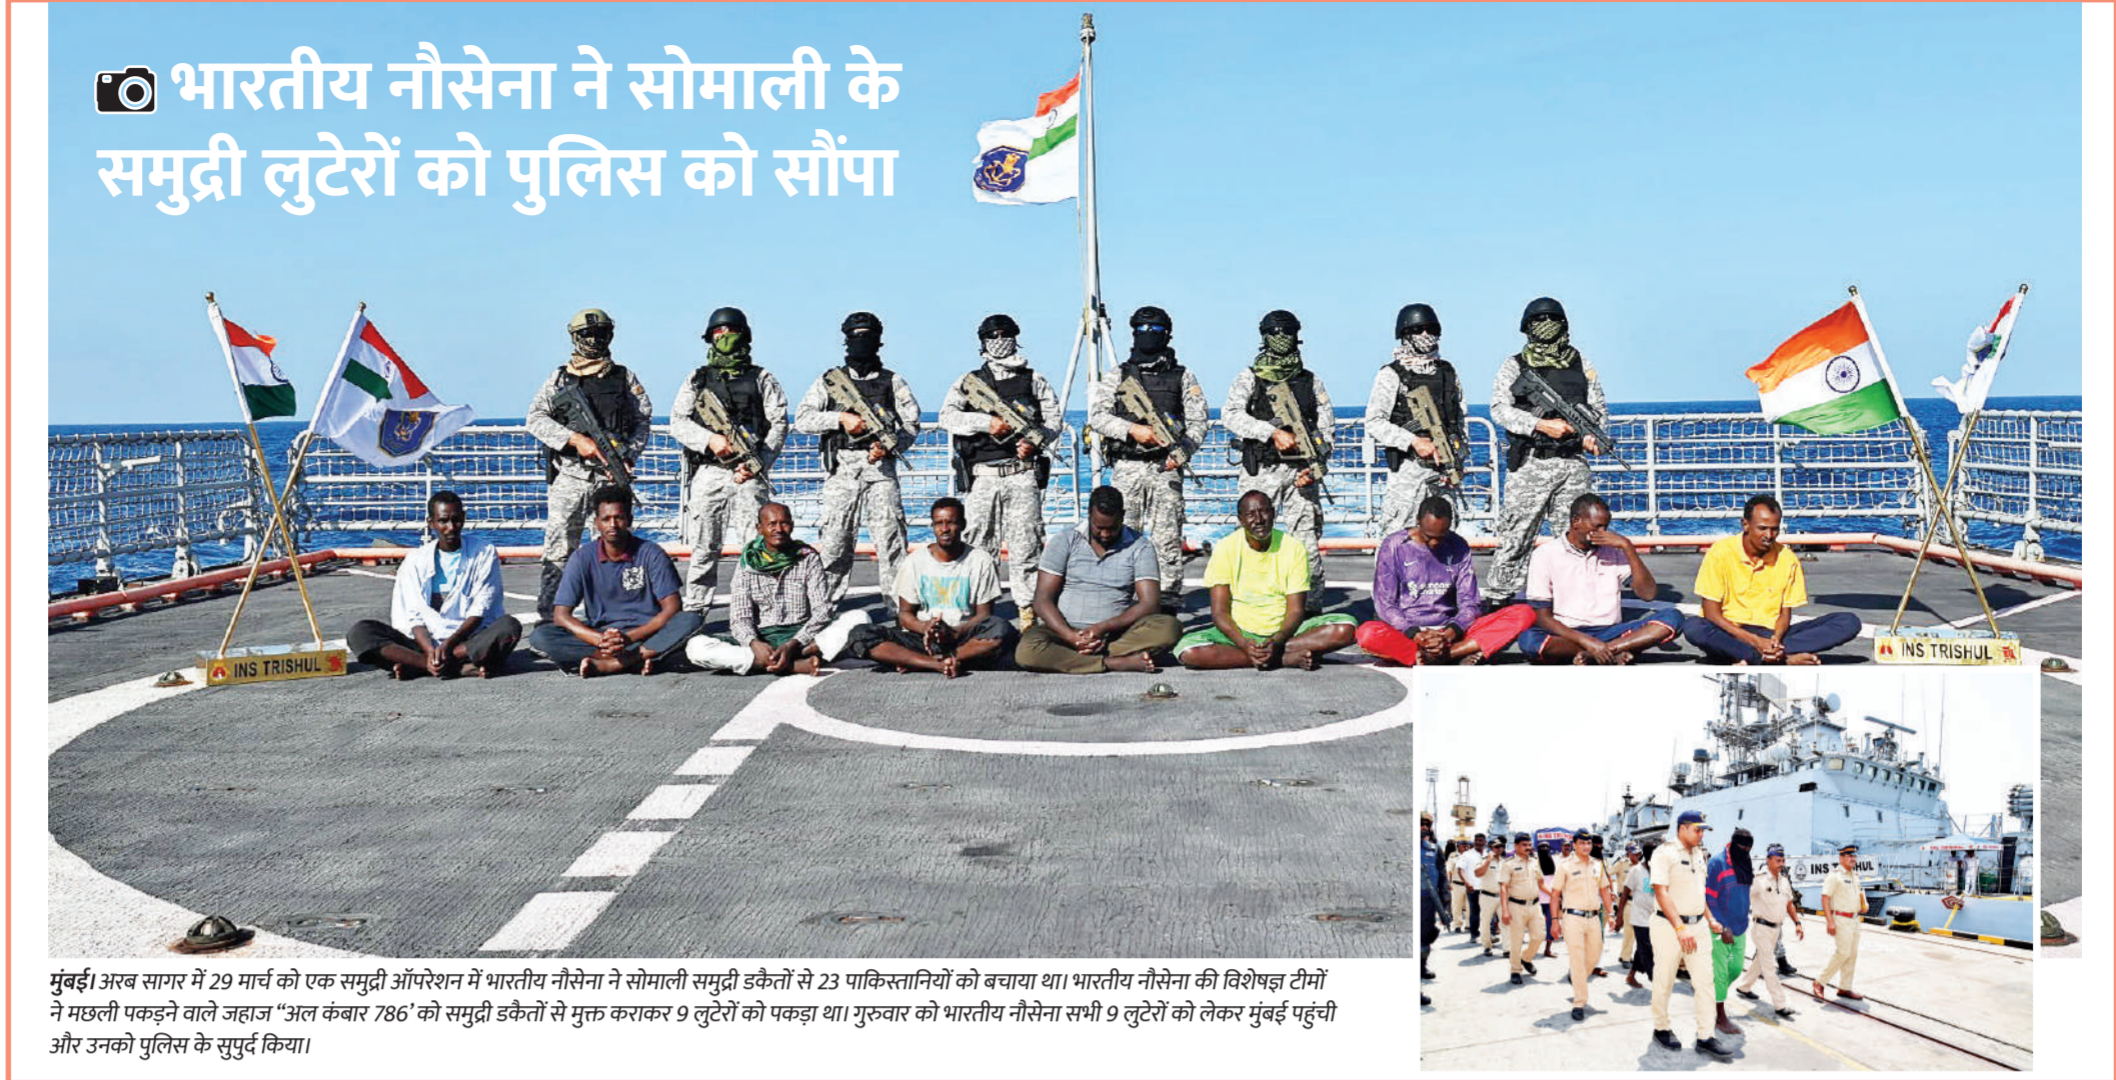 भारतीय नौसेना ने सोमाली के
समुद्री लुटेरों को पुलिस को सौंपा
INS TRISHUL
INS TRISHUL
मुंबई। अरब सागर में 29 मार्च को एक समुद्री ऑपरेशन में भारतीय नौसेना ने सोमाली समुद्री डकैतों से 23 पाकिस्तानियों को बचाया था। भारतीय नौसेना की विशेषज्ञ टीमों
ने मछली पकड़ने वाले जहाज “अल कंबार 786’ को समुद्री डकैतों से मुक्त कराकर 9 लुटेरों को पकड़ा था। गुरुवार को भारतीय नौसेना सभी 9 लुटेरों को लेकर मुंबई पहुंची
और उनको पुलिस के सुपुर्द किया।